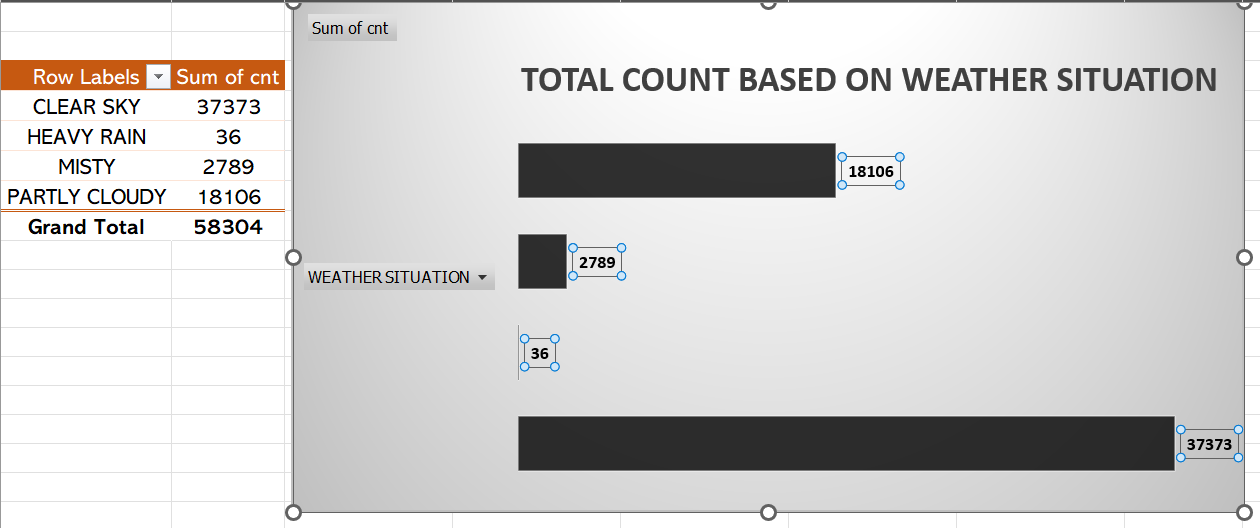 Row Labels Sum of cnt
CLEAR SKY 37373
HEAVY RAIN 36
MISTY 2789
PARTLY CLOUDY 18106
Grand Total 58304
Sum of cnt
TOTAL COUNT BASED ON WEATHER SITUATION
18106
2789
WEATHER SITUATION
36
37373